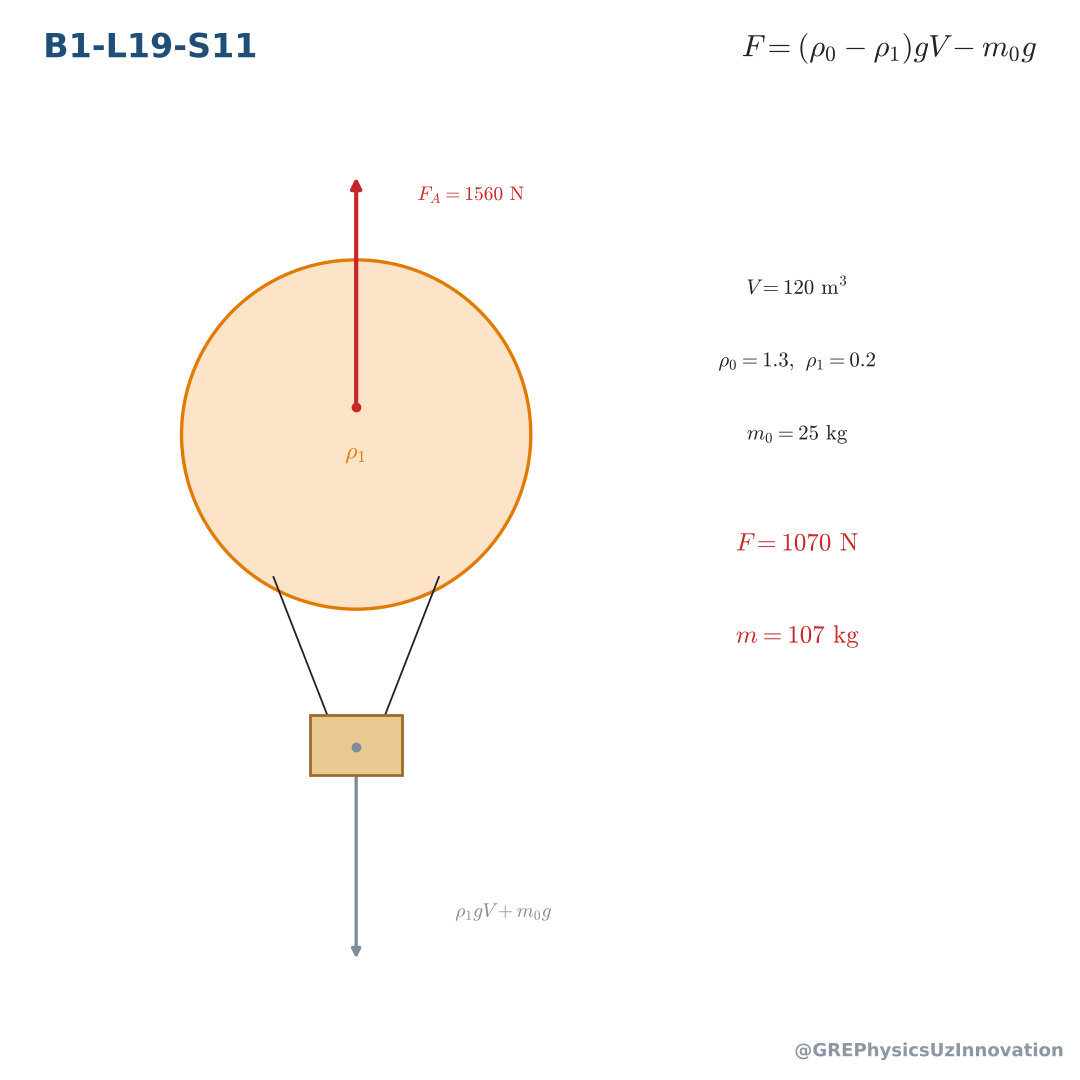 B1-L19-S11
F = (ρ₀ − ρ₁)gV − m₀g
F_A = 1560 N
V = 120 m³
ρ₀ = 1.3, ρ₁ = 0.2
m₀ = 25 kg
ρ₁
F = 1070 N
m = 107 kg
ρ₁gV + m₀g
@GREPhysicsUzInnovation